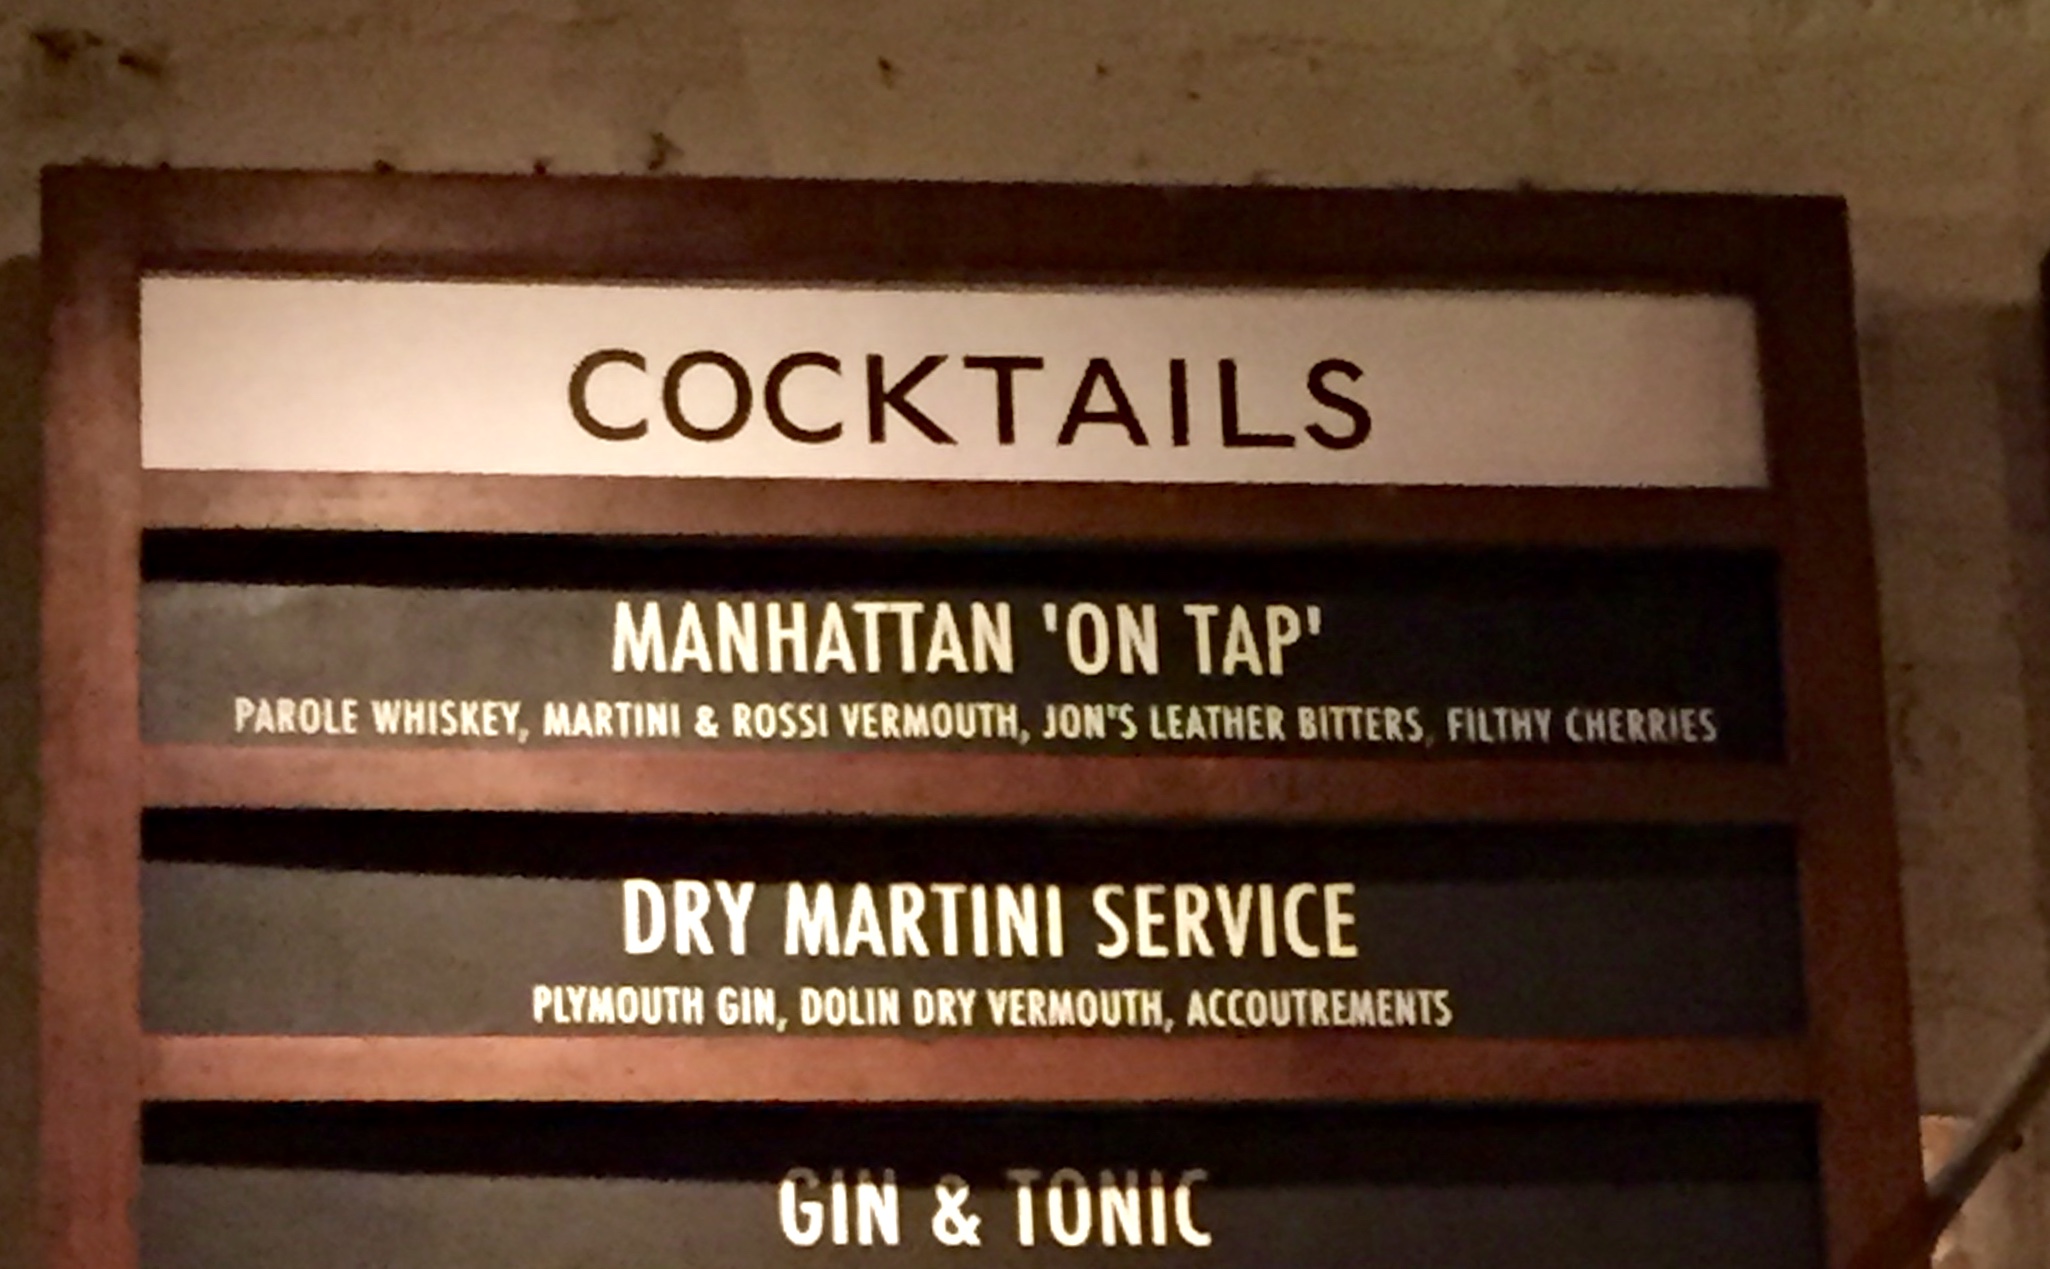 COCKTAILS
MANHATTAN 'ON TAP'
PAROLE WHISKEY, MARTINI & ROSSI VERMOUTH, JON'S LEATHER BITTERS, FILTHY CHERRIES
DRY MARTINI SERVICE
PLYMOUTH GIN, DOLIN DRY VERMOUTH, ACCOUTREMENTS
GIN & TONIC